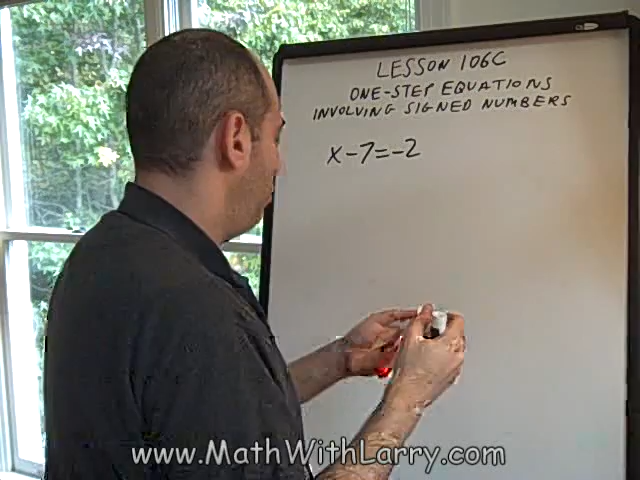 LESSON 106C
ONE-STEP EQUATIONS
INVOLVING SIGNED NUMBERS
x-7=-2
www.MathWithLarry.com